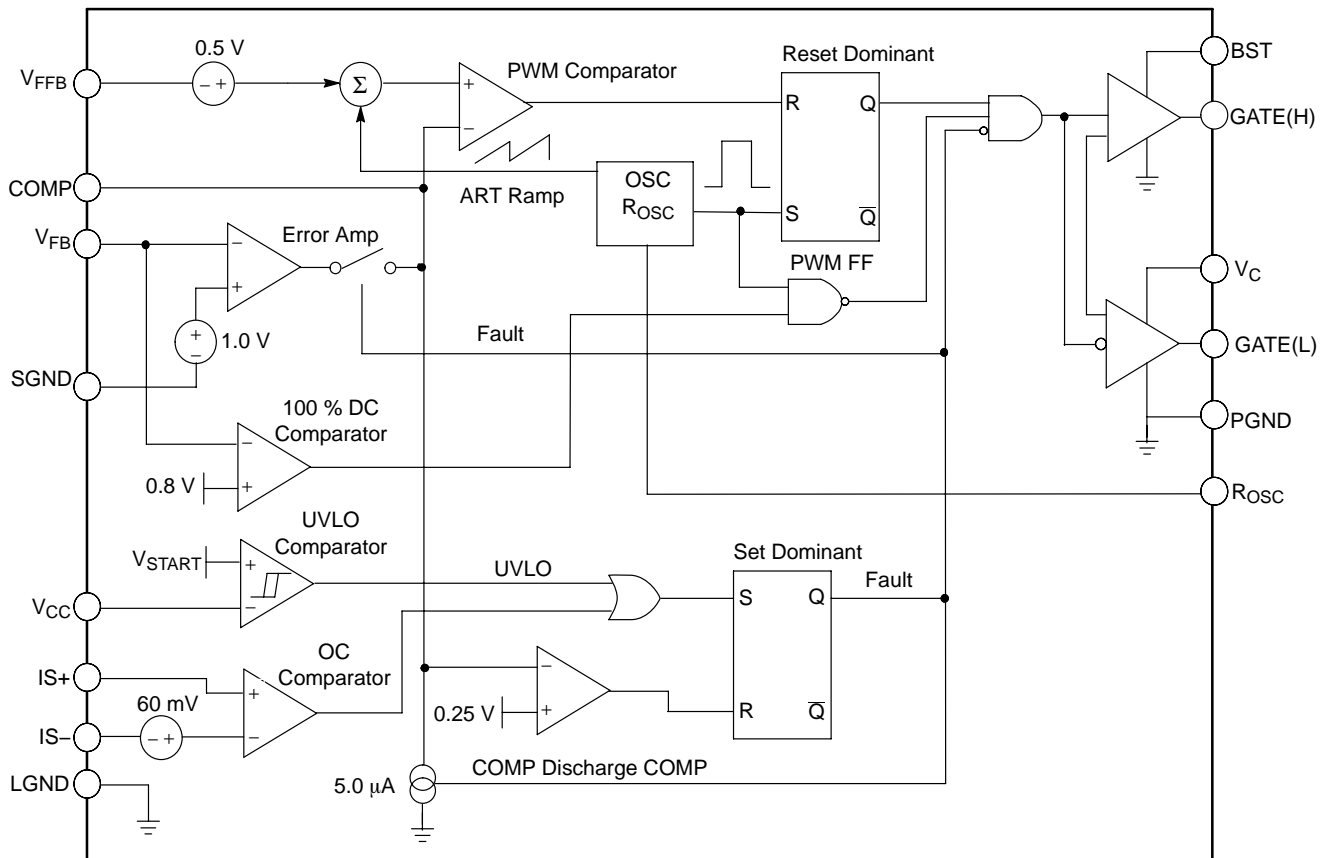 0.5 V
Reset Dominant
BST
VFFB
− +
Σ
+
PWM Comparator
R
Q
GATE(H)
−
COMP
ART Ramp
OSC
ROSC
S
Q
VFB
Error Amp
−
+
PWM FF
VC
+
−
1.0 V
Fault
GATE(L)
SGND
100 % DC
Comparator
−
PGND
0.8 V
+
ROSC
UVLO
Comparator
VSTART
+
UVLO
Set Dominant
Fault
VCC
−
S
Q
OC
Comparator
IS+
60 mV
+
−
0.25 V
+
R
Q
IS−
− +
−
COMP Discharge COMP
LGND
5.0 μA